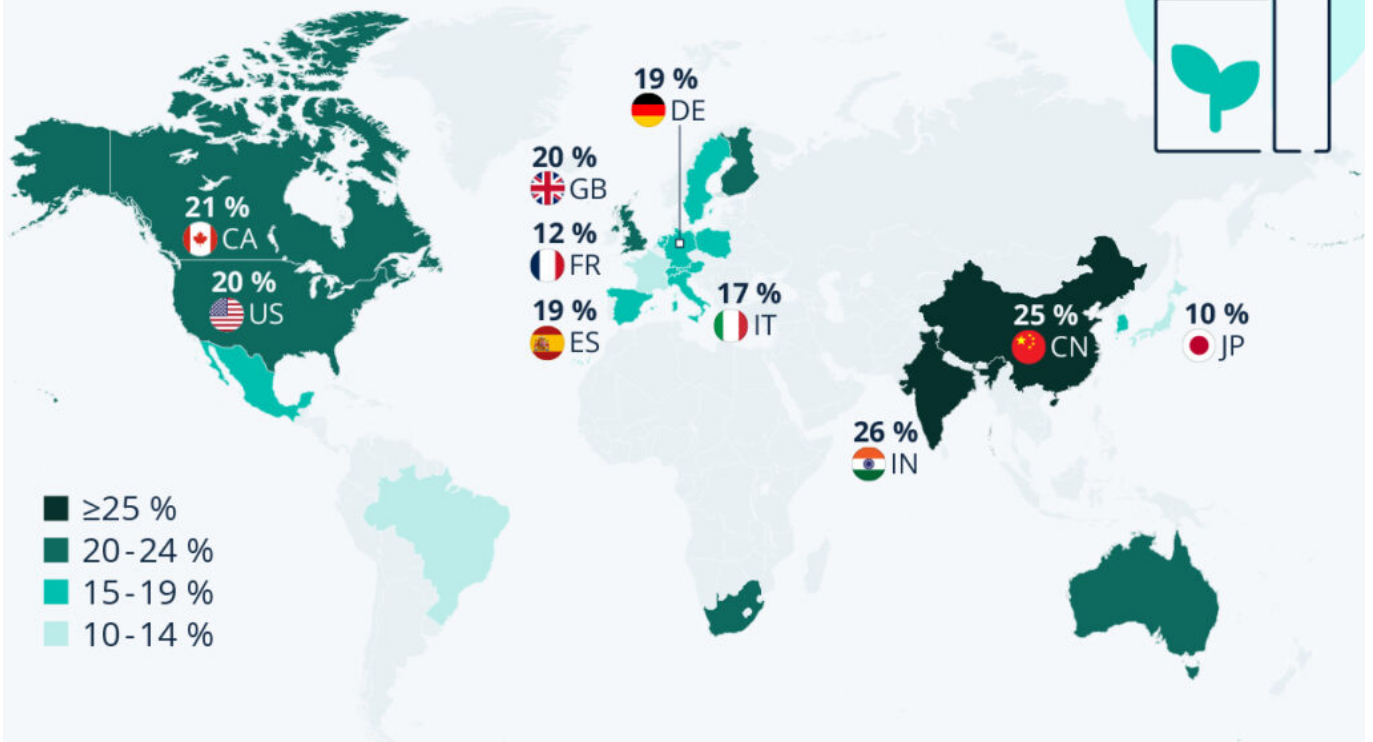 19 %
DE
20 %
GB
21 %
CA
12 %
FR
20 %
US
19 %
ES
17 %
IT
25 %
CN
10 %
JP
26 %
IN
≥25 %
20-24 %
15-19 %
10-14 %